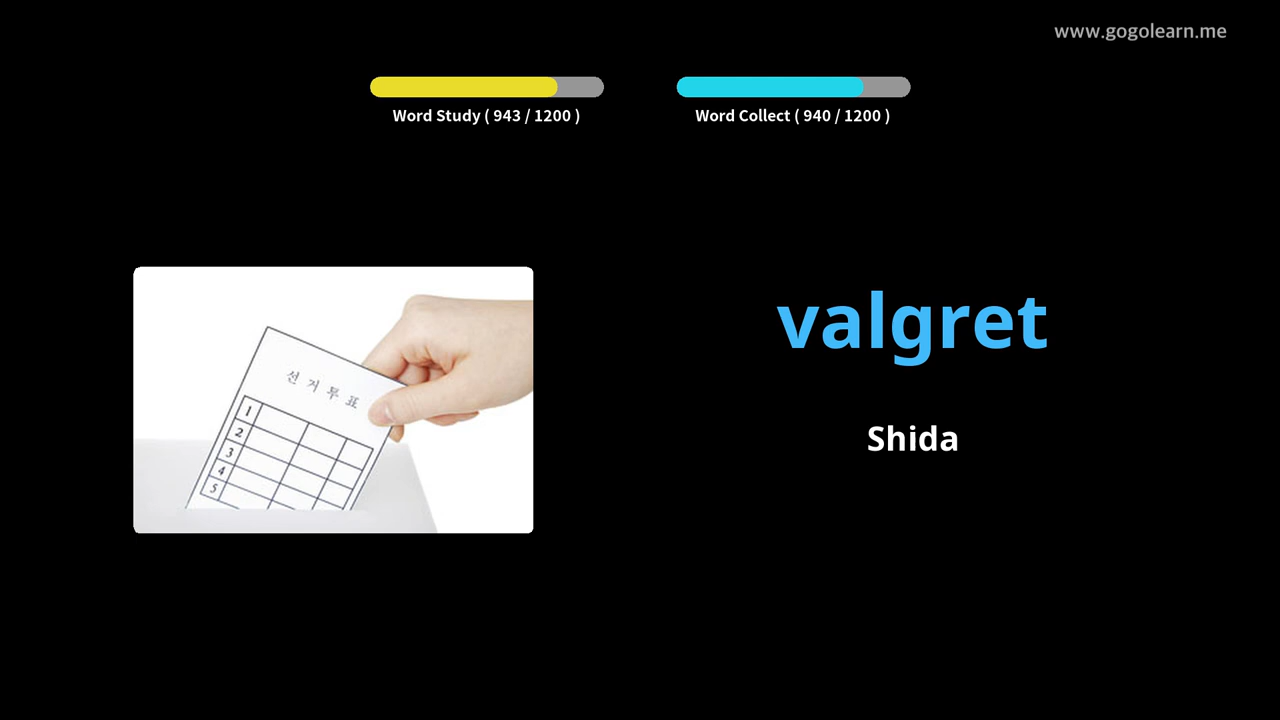 www.gogolearn.me
Word Study ( 943 / 1200 )
Word Collect ( 940 / 1200 )
선거투표
1
2
3
4
5
valgret
Shida